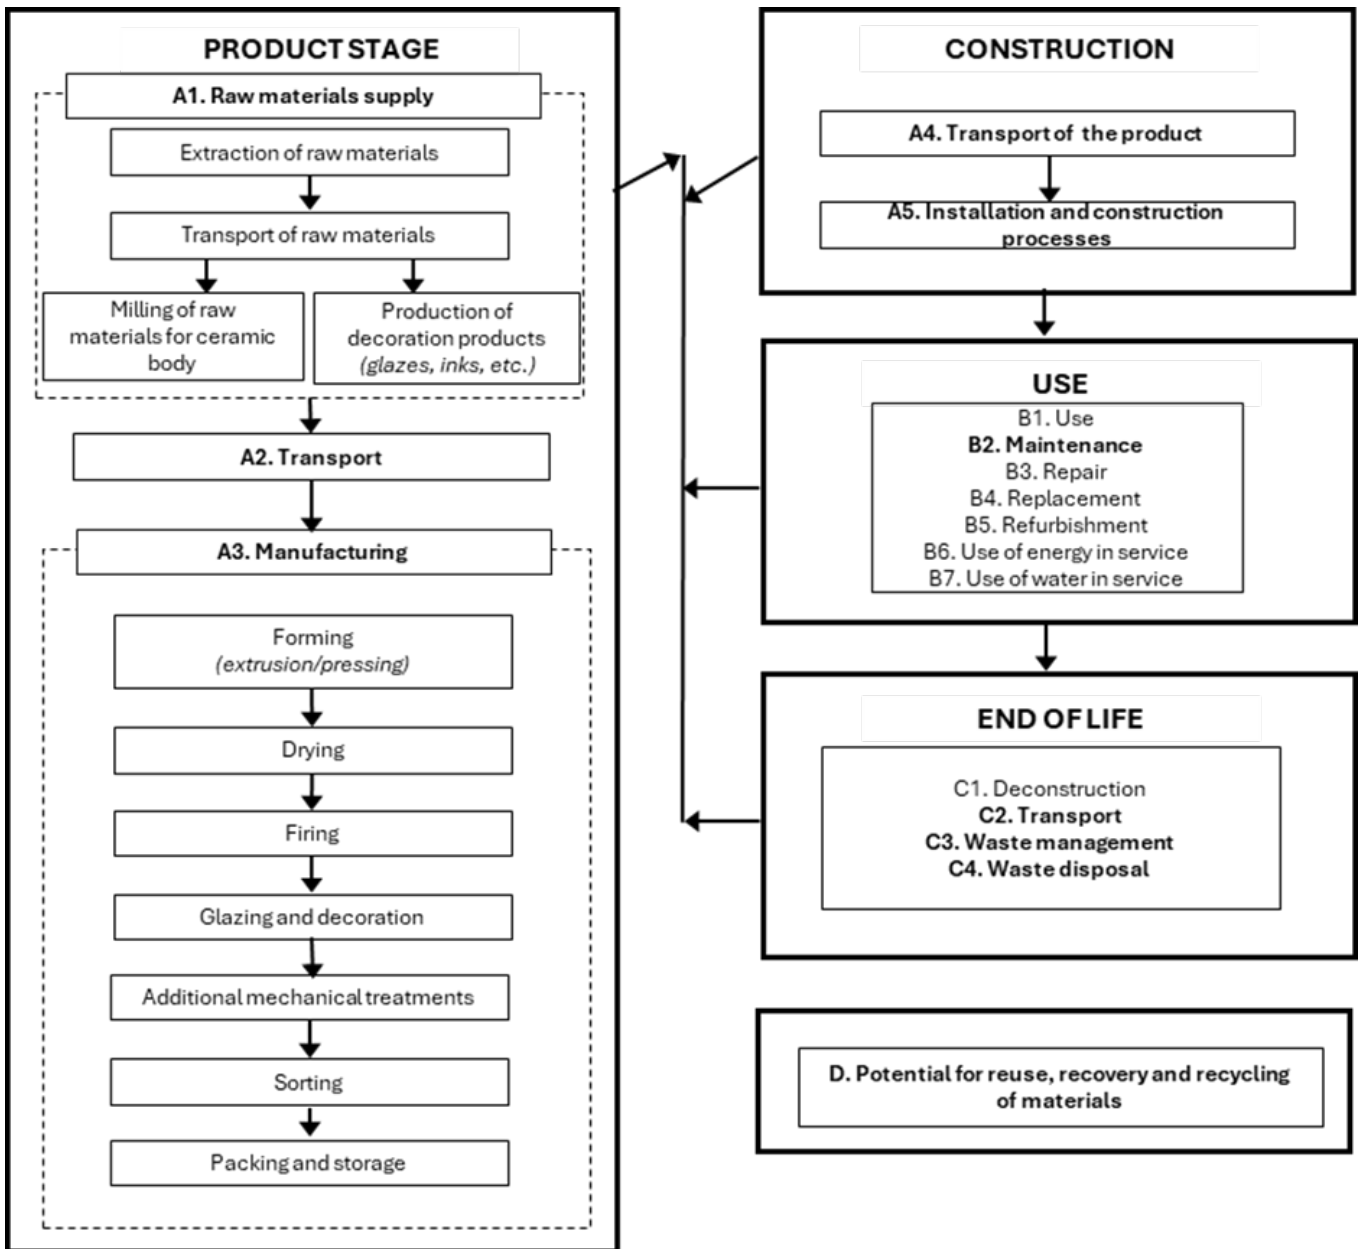 PRODUCT STAGE
A1. Raw materials supply
Extraction of raw materials
Transport of raw materials
Milling of raw
materials for ceramic
body
Production of
decoration products
(glazes, inks, etc.)
A2. Transport
A3. Manufacturing
Forming
(extrusion/pressing)
Drying
Firing
Glazing and decoration
Additional mechanical treatments
Sorting
Packing and storage
CONSTRUCTION
A4. Transport of the product
A5. Installation and construction
processes
USE
B1. Use
B2. Maintenance
B3. Repair
B4. Replacement
B5. Refurbishment
B6. Use of energy in service
B7. Use of water in service
END OF LIFE
C1. Deconstruction
C2. Transport
C3. Waste management
C4. Waste disposal
D. Potential for reuse, recovery and recycling
of materials